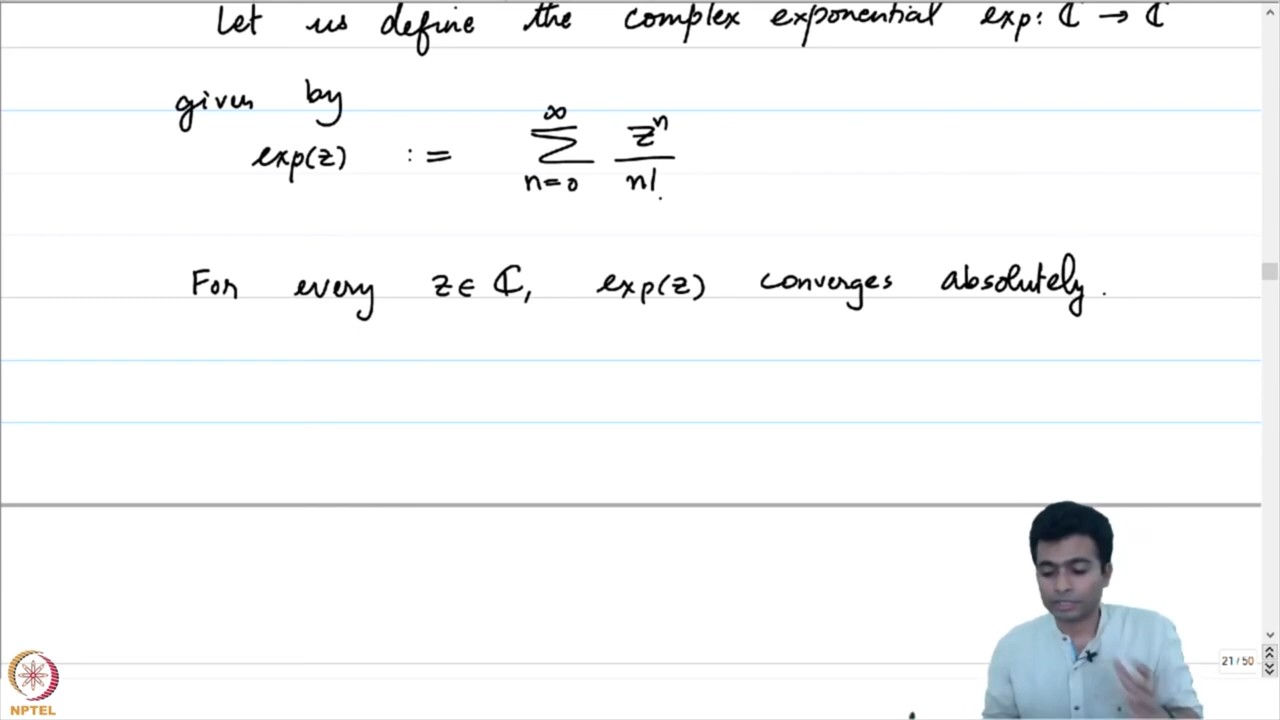 Let us define the complex exponential exp: ℂ → ℂ
given by
exp(z) := ∑_{n=0}^{∞} z^n / n!
For every z ∈ ℂ, exp(z) converges absolutely.
21 / 50
NPTEL